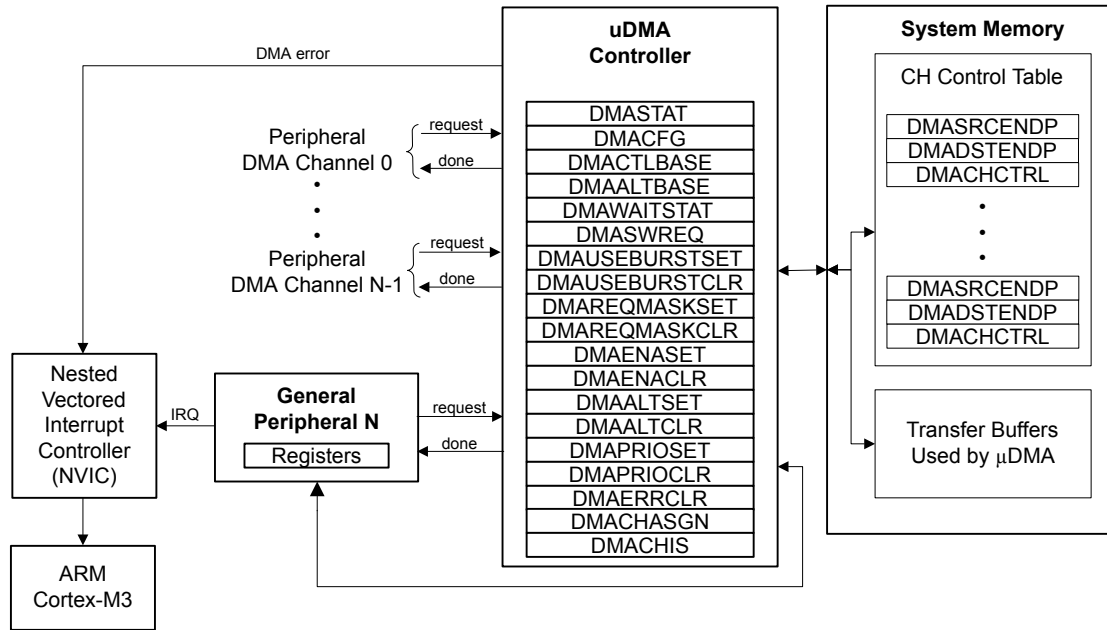 uDMA
Controller
System Memory
DMA error
CH Control Table
DMASTAT
DMACFG
DMACTLBASE
DMAALTBASE
DMAWAITSTAT
DMASWREQ
DMAUSEBURSTSET
DMAUSEBURSTCLR
DMAREQMASKSET
DMAREQMASKCLR
DMAENASET
DMAENACLR
DMAALTSET
DMAALTCLR
DMAPRIOSET
DMAPRIOCLR
DMAERRCLR
DMACHASGN
DMACHIS
Peripheral
DMA Channel 0
request
done
Peripheral
DMA Channel N-1
request
done
DMASRCENDP
DMADSTENDP
DMACHCTRL
DMASRCENDP
DMADSTENDP
DMACHCTRL
Nested
Vectored
Interrupt
Controller
(NVIC)
IRQ
General
Peripheral N
Registers
request
done
Transfer Buffers
Used by μDMA
ARM
Cortex-M3